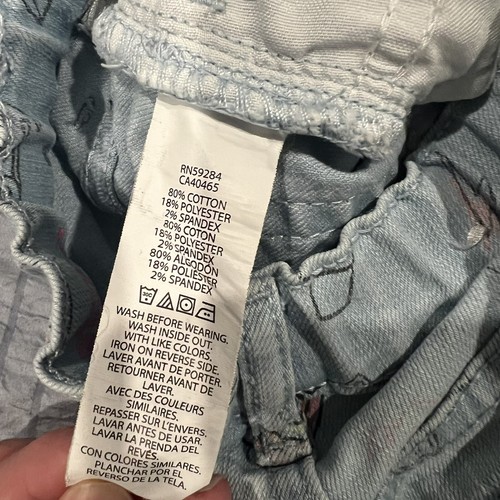 RN59284
CA40465
80% COTTON
18% POLYESTER
2% SPANDEX
80% COTON
18% POLYESTER
2% SPANDEX
80% ALGODÓN
18% POLIÉSTER
2% SPANDEX
WASH BEFORE WEARING.
WASH INSIDE OUT.
WITH LIKE COLORS.
IRON ON REVERSE SIDE.
LAVER AVANT DE PORTER.
RETOURNER AVANT DE
LAVER.
AVEC DES COULEURS
SIMILAIRES.
REPASSER SUR L'ENVERS.
LAVAR ANTES DE USAR.
LAVAR LA PRENDA DEL
REVÉS.
CON COLORES SIMILARES.
PLANCHAR POR EL
REVERSO DE LA TELA.